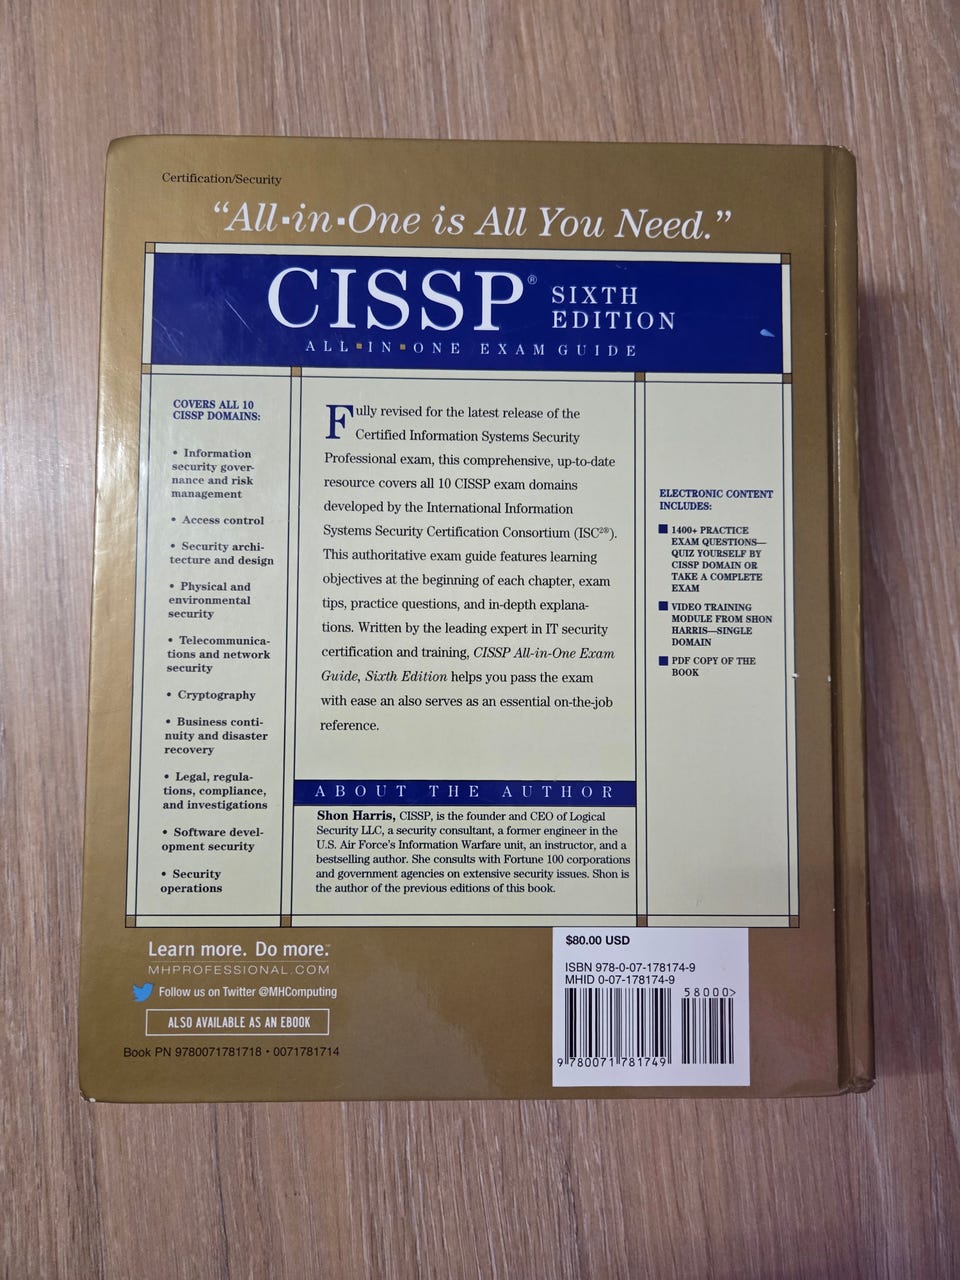 Certification/Security
“All▪in▪One is All You Need.”
CISSP® SIXTH
EDITION
ALL▪IN▪ONE EXAM GUIDE
COVERS ALL 10
CISSP DOMAINS:
• Information
security gover-
nance and risk
management
• Access control
• Security archi-
tecture and design
• Physical and
environmental
security
• Telecommunica-
tions and network
security
• Cryptography
• Business conti-
nuity and disaster
recovery
• Legal, regula-
tions, compliance,
and investigations
• Software devel-
opment security
• Security
operations
Fully revised for the latest release of the
Certified Information Systems Security
Professional exam, this comprehensive, up-to-date
resource covers all 10 CISSP exam domains
developed by the International Information
Systems Security Certification Consortium (ISC²®).
This authoritative exam guide features learning
objectives at the beginning of each chapter, exam
tips, practice questions, and in-depth explana-
tions. Written by the leading expert in IT security
certification and training, CISSP All-in-One Exam
Guide, Sixth Edition helps you pass the exam
with ease an also serves as an essential on-the-job
reference.
ELECTRONIC CONTENT
INCLUDES:
■ 1400+ PRACTICE
EXAM QUESTIONS—
QUIZ YOURSELF BY
CISSP DOMAIN OR
TAKE A COMPLETE
EXAM
■ VIDEO TRAINING
MODULE FROM SHON
HARRIS—SINGLE
DOMAIN
■ PDF COPY OF THE
BOOK
ABOUT THE AUTHOR
Shon Harris, CISSP, is the founder and CEO of Logical
Security LLC, a security consultant, a former engineer in the
U.S. Air Force’s Information Warfare unit, an instructor, and a
bestselling author. She consults with Fortune 100 corporations
and government agencies on extensive security issues. Shon is
the author of the previous editions of this book.
Learn more. Do more.™
MHPROFESSIONAL.COM
Follow us on Twitter @MHComputing
ALSO AVAILABLE AS AN EBOOK
Book PN 9780071781718 • 0071781714
$80.00 USD
ISBN 978-0-07-178174-9
MHID 0-07-178174-9
58000>
9 780071 781749